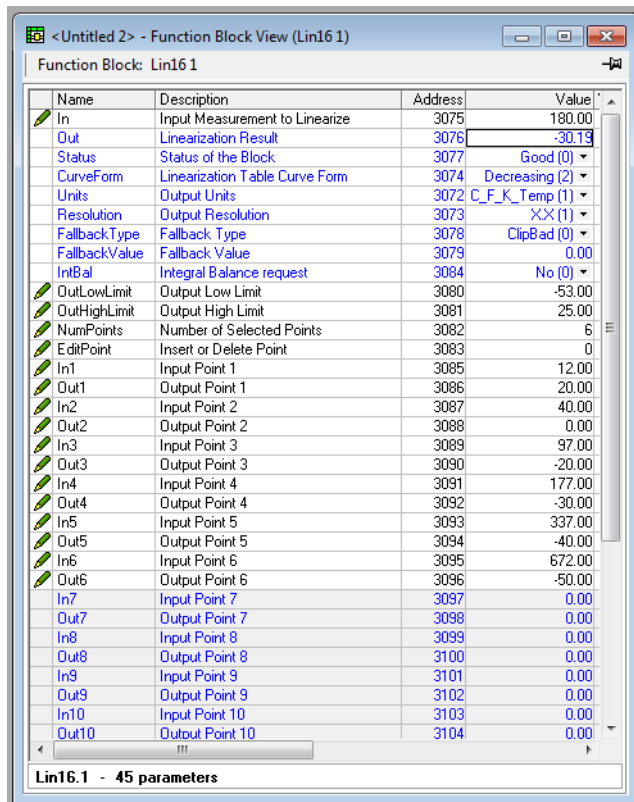 <Untitled 2> - Function Block View (Lin16 1)
Function Block: Lin16 1
Name Description Address Value
In Input Measurement to Linearize 3075 180.00
Out Linearization Result 3076 -30.19
Status Status of the Block 3077 Good (0)
CurveForm Linearization Table Curve Form 3074 Decreasing (2)
Units Output Units 3072 C_F_K_Temp (1)
Resolution Output Resolution 3073 X.X (1)
FallbackType Fallback Type 3078 ClipBad (0)
FallbackValue Fallback Value 3079 0.00
IntBal Integral Balance request 3084 No (0)
OutLowLimit Output Low Limit 3080 -53.00
OutHighLimit Output High Limit 3081 25.00
NumPoints Number of Selected Points 3082 6
EditPoint Insert or Delete Point 3083 0
In1 Input Point 1 3085 12.00
Out1 Output Point 1 3086 20.00
In2 Input Point 2 3087 40.00
Out2 Output Point 2 3088 0.00
In3 Input Point 3 3089 97.00
Out3 Output Point 3 3090 -20.00
In4 Input Point 4 3091 177.00
Out4 Output Point 4 3092 -30.00
In5 Input Point 5 3093 337.00
Out5 Output Point 5 3094 -40.00
In6 Input Point 6 3095 672.00
Out6 Output Point 6 3096 -50.00
In7 Input Point 7 3097 0.00
Out7 Output Point 7 3098 0.00
In8 Input Point 8 3099 0.00
Out8 Output Point 8 3100 0.00
In9 Input Point 9 3101 0.00
Out9 Output Point 9 3102 0.00
In10 Input Point 10 3103 0.00
Out10 Output Point 10 3104 0.00
Lin16.1 - 45 parameters